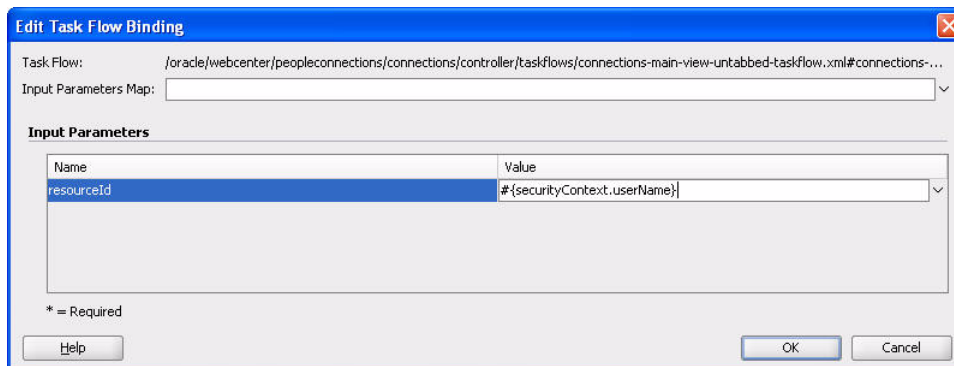 Edit Task Flow Binding
Task Flow: /oracle/webcenter/peopleconnections/connections/controller/taskflows/connections-main-view-untabbed-taskflow.xml#connections-...
Input Parameters Map:
Input Parameters
Name Value
resourceId #{securityContext.userName}
* = Required
Help OK Cancel